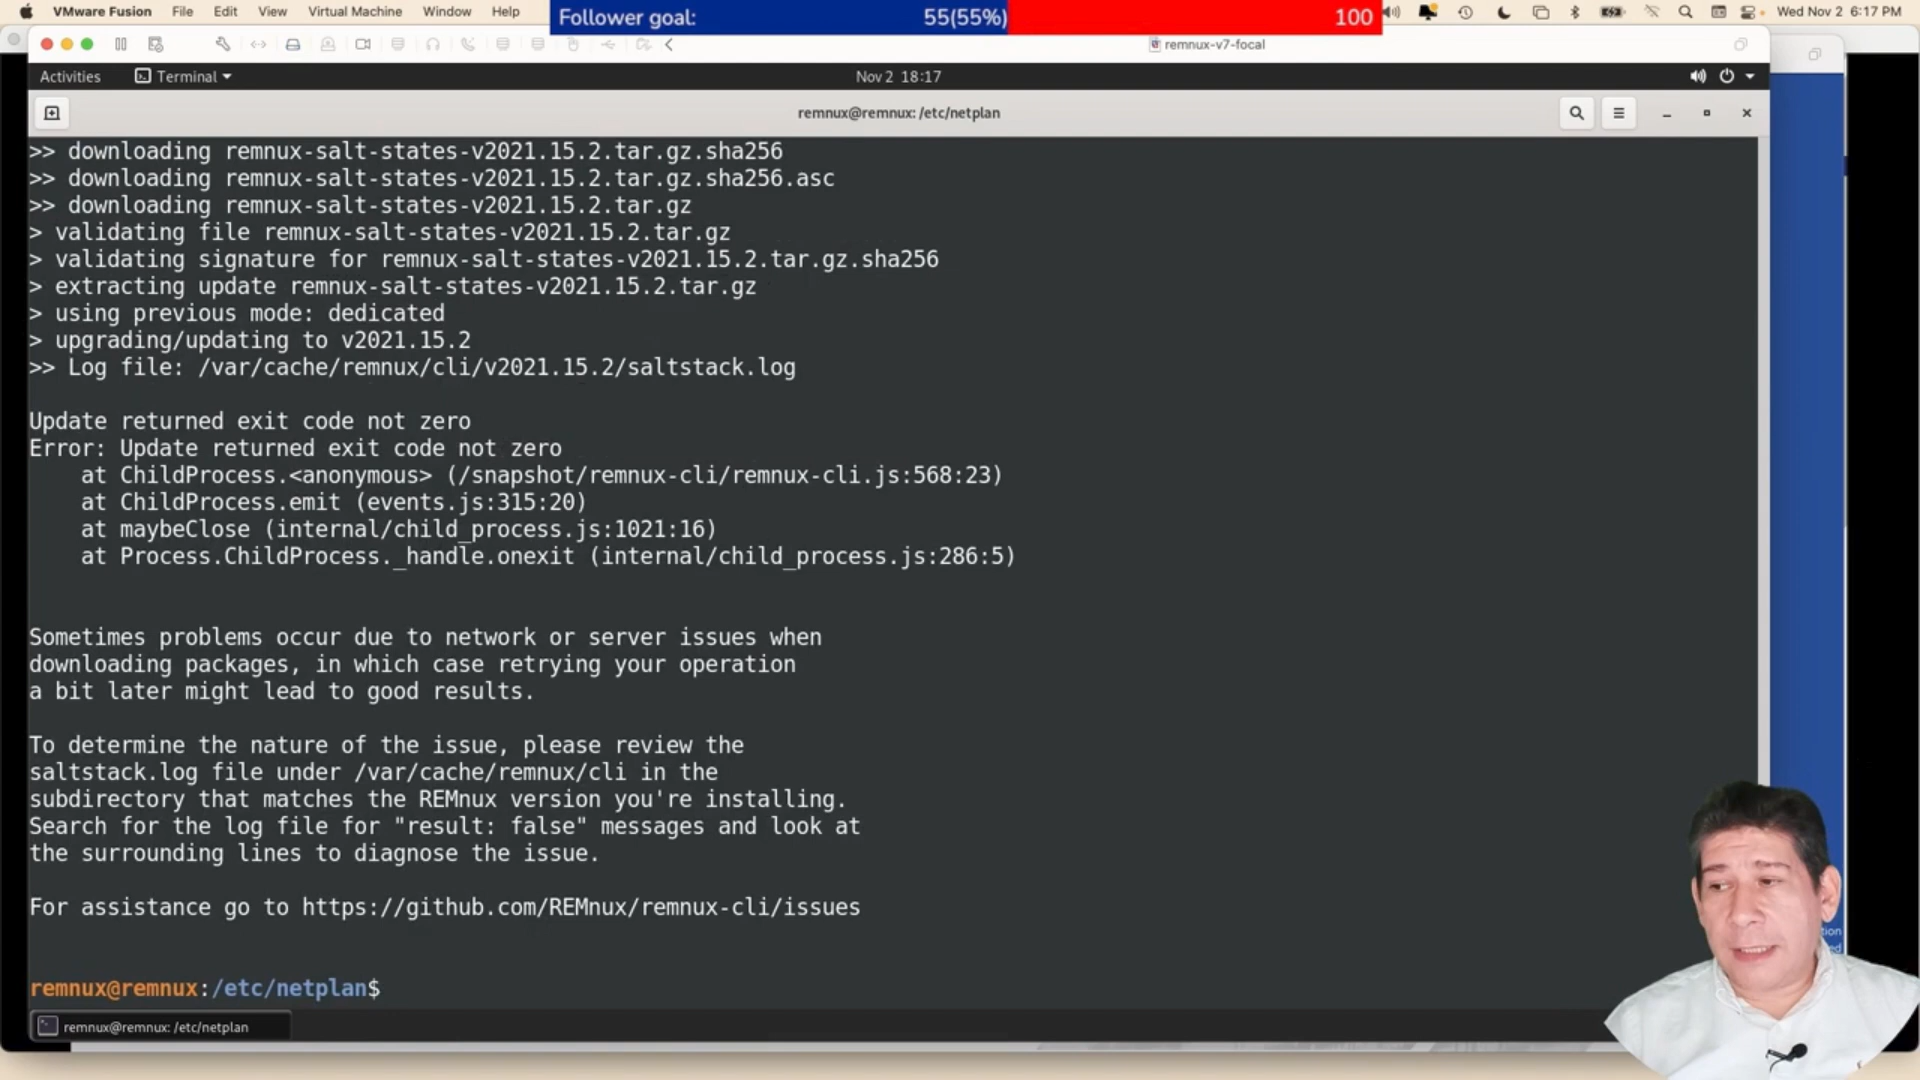 VMware Fusion File Edit View Virtual Machine Window Help
Follower goal: 55(55%) 100
Wed Nov 2 6:17 PM
remnux-v7-focal
Activities Terminal Nov 2 18:17
remnux@remnux: /etc/netplan
>> downloading remnux-salt-states-v2021.15.2.tar.gz.sha256
>> downloading remnux-salt-states-v2021.15.2.tar.gz.sha256.asc
>> downloading remnux-salt-states-v2021.15.2.tar.gz
> validating file remnux-salt-states-v2021.15.2.tar.gz
> validating signature for remnux-salt-states-v2021.15.2.tar.gz.sha256
> extracting update remnux-salt-states-v2021.15.2.tar.gz
> using previous mode: dedicated
> upgrading/updating to v2021.15.2
>> Log file: /var/cache/remnux/cli/v2021.15.2/saltstack.log
Update returned exit code not zero
Error: Update returned exit code not zero
at ChildProcess.<anonymous> (/snapshot/remnux-cli/remnux-cli.js:568:23)
at ChildProcess.emit (events.js:315:20)
at maybeClose (internal/child_process.js:1021:16)
at Process.ChildProcess._handle.onexit (internal/child_process.js:286:5)
Sometimes problems occur due to network or server issues when
downloading packages, in which case retrying your operation
a bit later might lead to good results.
To determine the nature of the issue, please review the
saltstack.log file under /var/cache/remnux/cli in the
subdirectory that matches the REMnux version you're installing.
Search for the log file for "result: false" messages and look at
the surrounding lines to diagnose the issue.
For assistance go to https://github.com/REMnux/remnux-cli/issues
remnux@remnux:/etc/netplan$
remnux@remnux: /etc/netplan